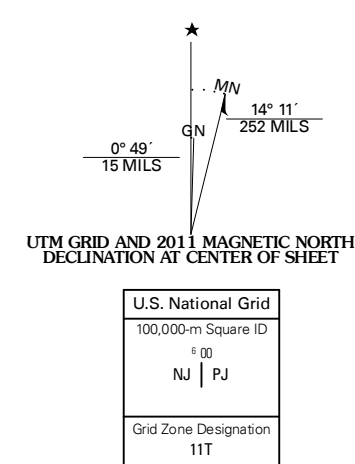 ★
MN
GN
14° 11´
252 MILS
0° 49´
15 MILS
UTM GRID AND 2011 MAGNETIC NORTH
DECLINATION AT CENTER OF SHEET
U.S. National Grid
100,000-m Square ID
6 00
NJ PJ
Grid Zone Designation
11T